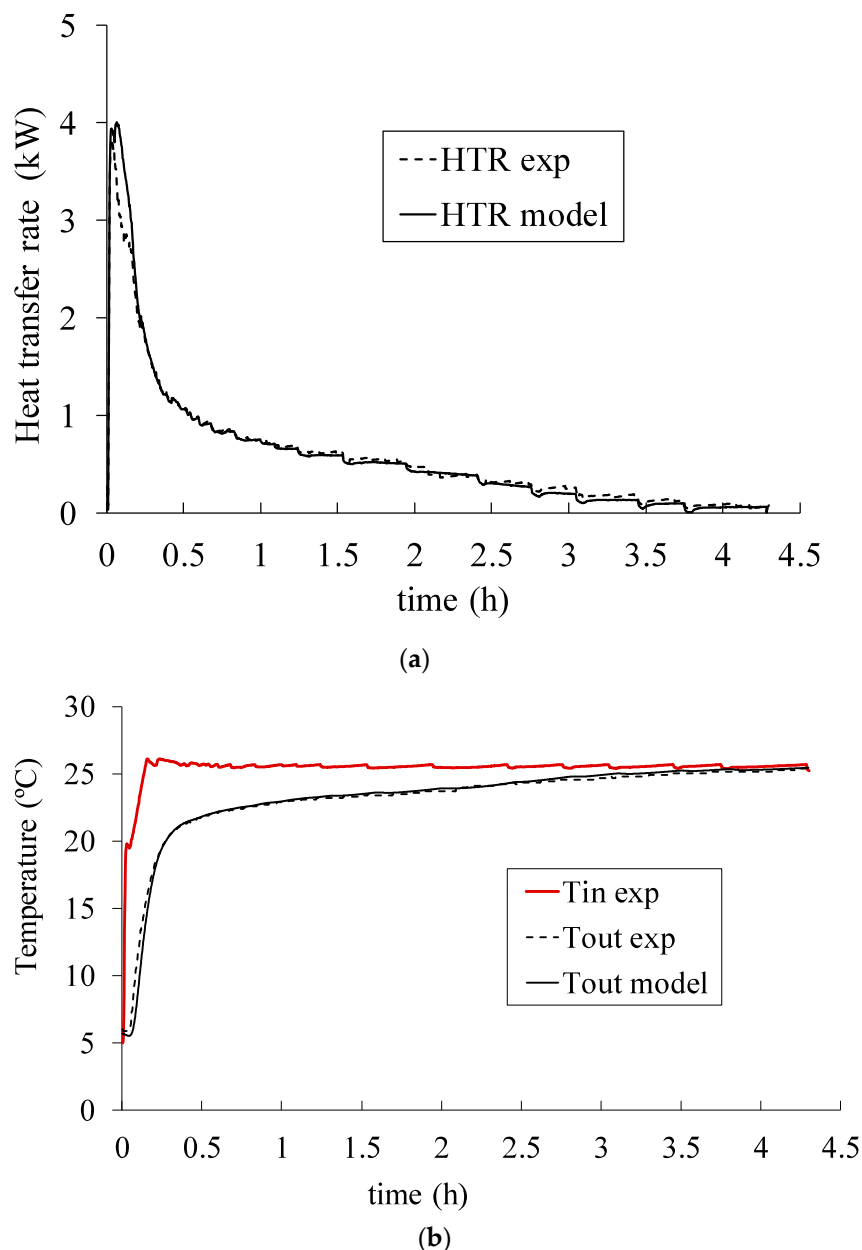 5
4
3
2
1
0
Heat transfer rate (kW)
HTR exp
HTR model
0 0.5 1 1.5 2 2.5 3 3.5 4 4.5
time (h)
(a)
30
25
20
15
10
5
0
Temperature (ºC)
Tin exp
Tout exp
Tout model
0 0.5 1 1.5 2 2.5 3 3.5 4 4.5
time (h)
(b)